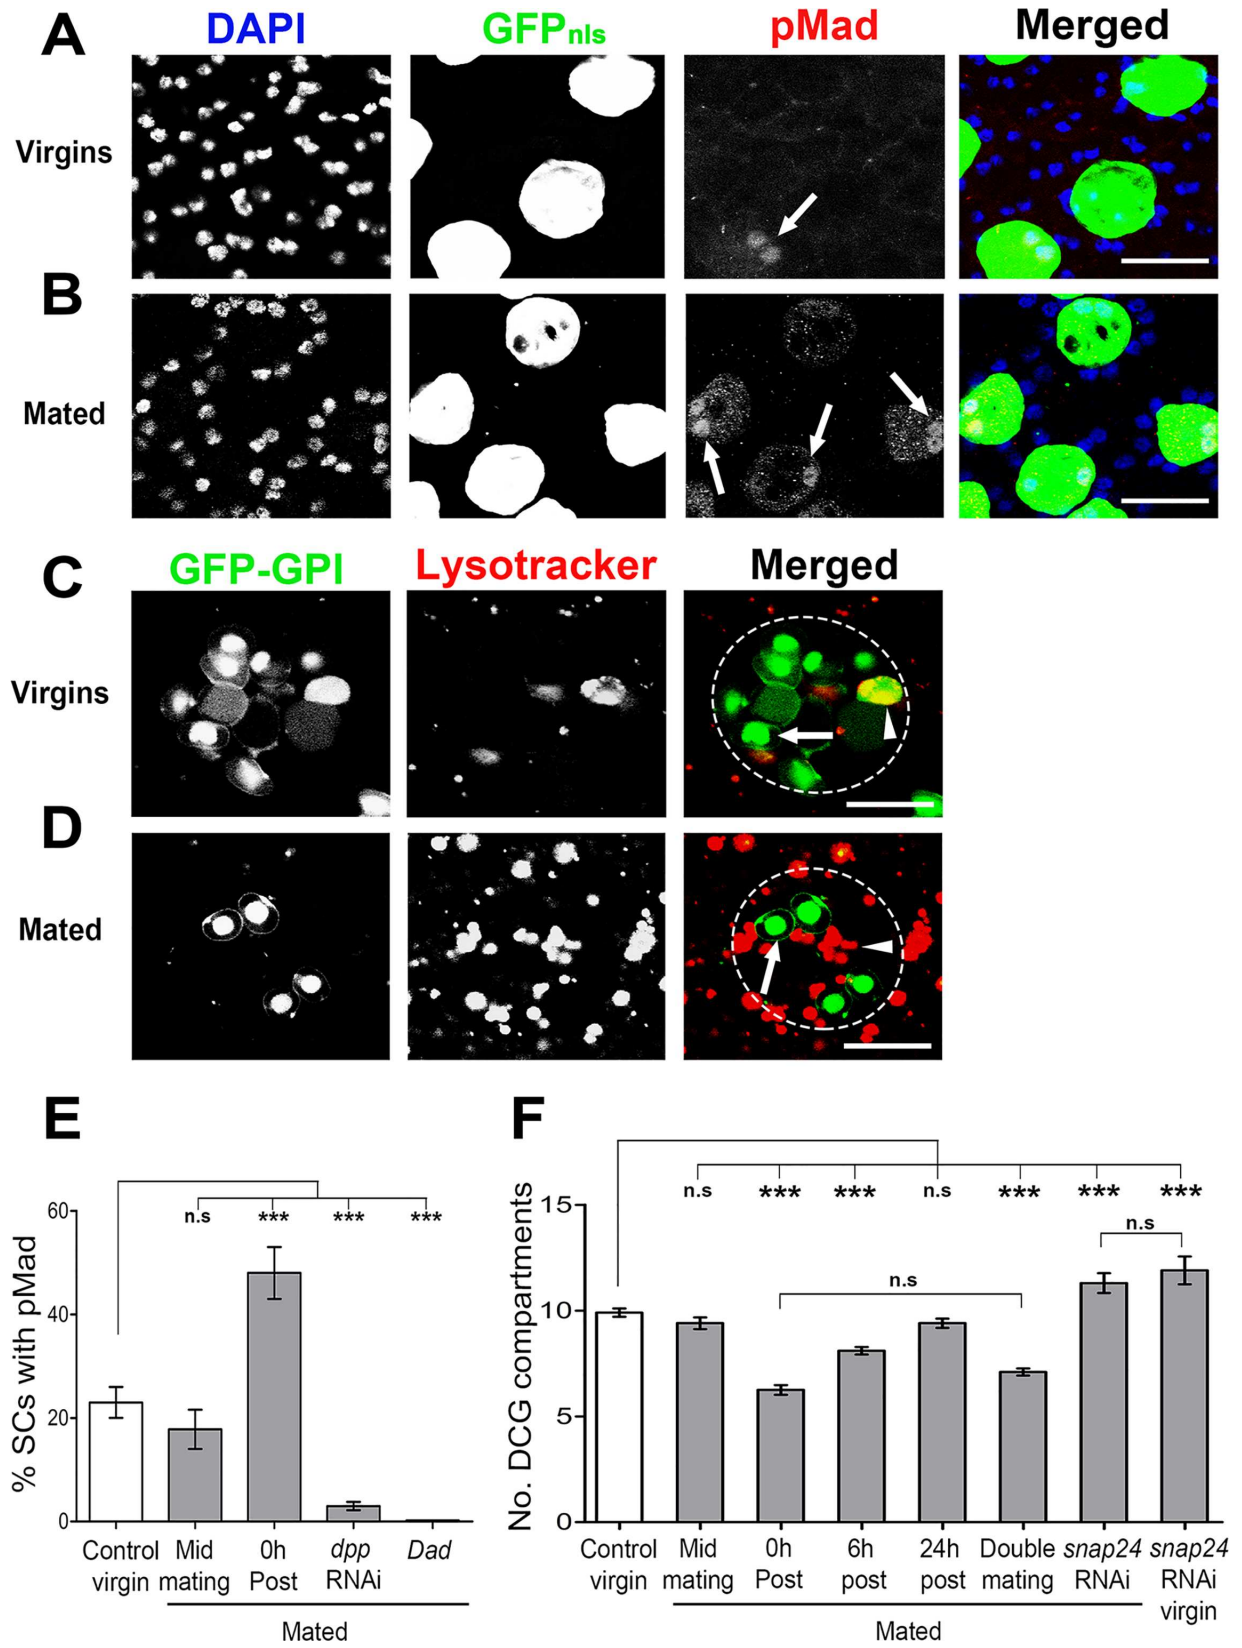 A
DAPI
GFPnls
pMad
Merged
Virgins
B
Mated
C
GFP-GPI
Lysotracker
Merged
Virgins
D
Mated
E
% SCs with pMad
60
40
20
0
n.s
***
***
***
Control virgin
Mid mating
0h Post
dpp RNAi
Dad
Mated
F
No. DCG compartments
15
10
5
0
n.s
***
***
n.s
***
***
***
n.s
n.s
Control virgin
Mid mating
0h Post
6h post
24h post
Double mating
snap24 RNAi
snap24 RNAi virgin
Mated